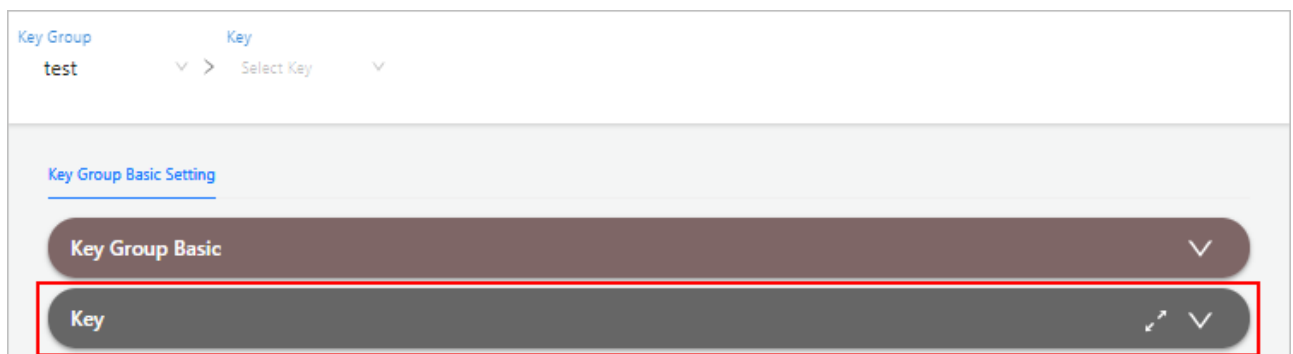 Key Group Key
test > Select Key
Key Group Basic Setting
Key Group Basic
Key